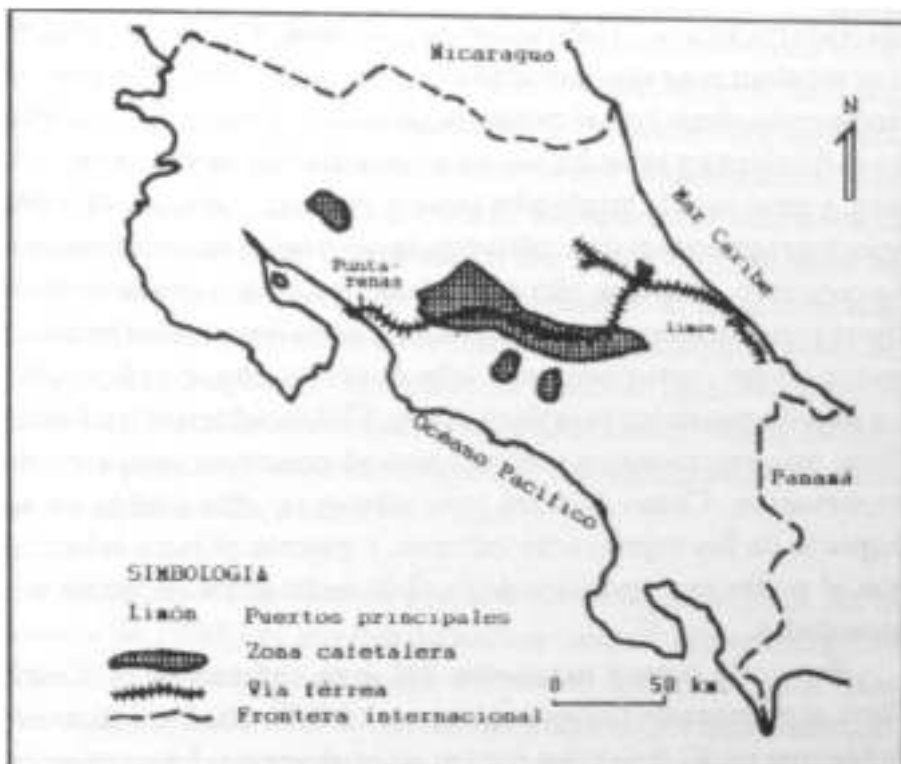 Nicaragua
N
Mar Caribe
Punta-
renas
Limón
Océano Pacífico
Panamá
SIMBOLOGIA
Limón Puertos principales
Zona cafetalera
Vía férrea
Frontera internacional
0 50 km